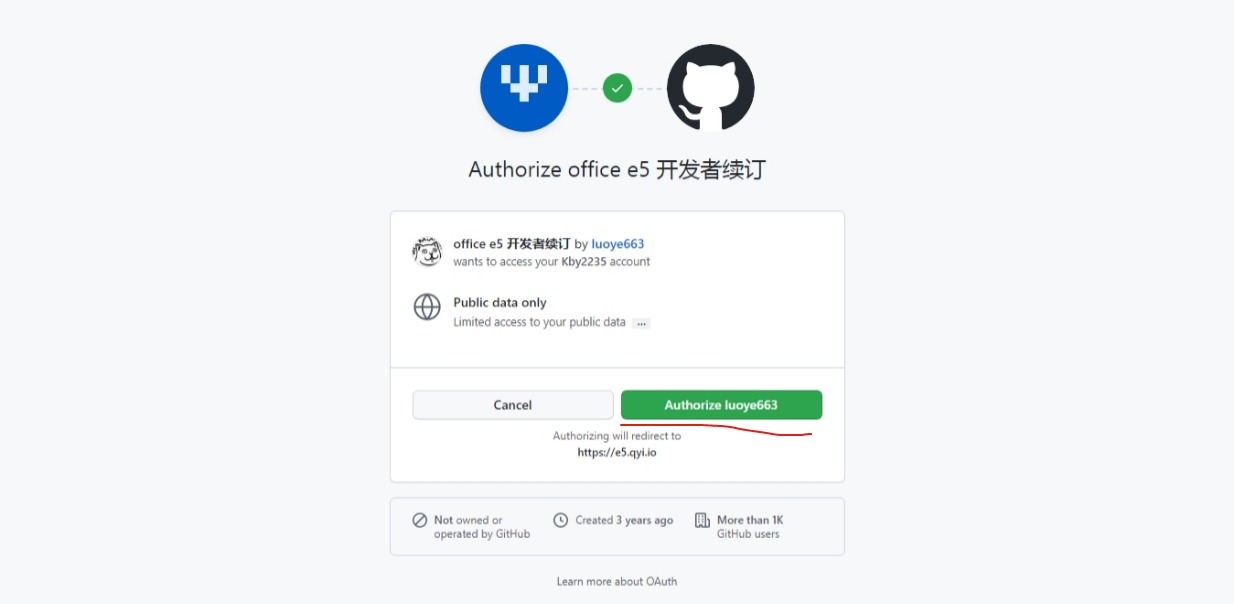 Authorize office e5 开发者续订
office e5 开发者续订 by luoye663
wants to access your Kby2235 account
Public data only
Limited access to your public data ...
Cancel
Authorize luoye663
Authorizing will redirect to
https://e5.qyi.io
Not owned or
operated by GitHub
Created 3 years ago
More than 1K
GitHub users
Learn more about OAuth